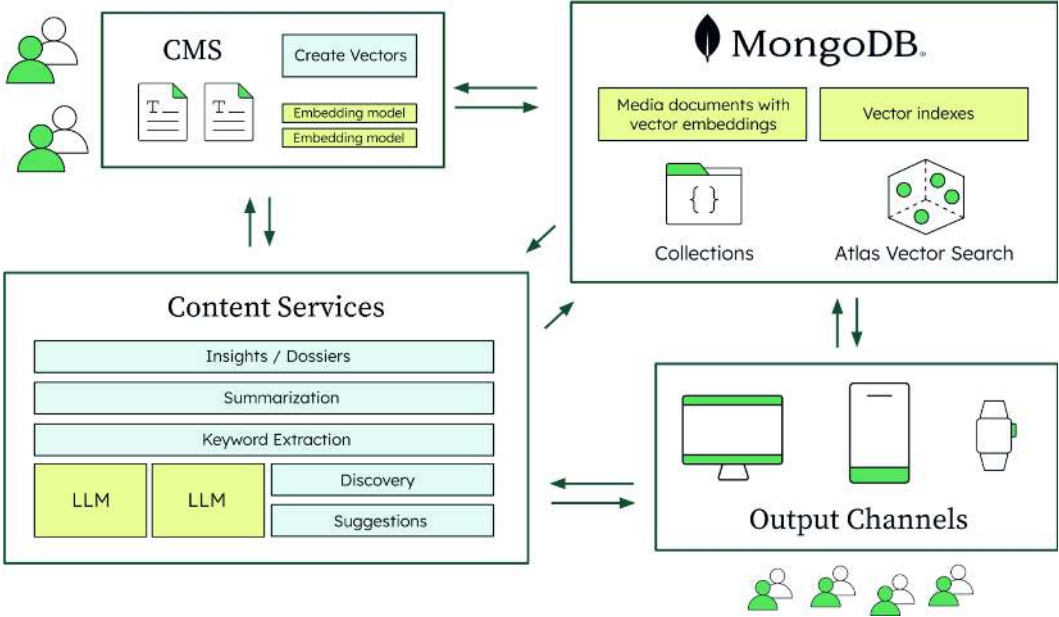 CMS
T
T
Create Vectors
Embedding model
Embedding model
MongoDB®
Media documents with
vector embeddings
Vector indexes
{ }
Collections
Atlas Vector Search
Content Services
Insights / Dossiers
Summarization
Keyword Extraction
LLM
LLM
Discovery
Suggestions
Output Channels